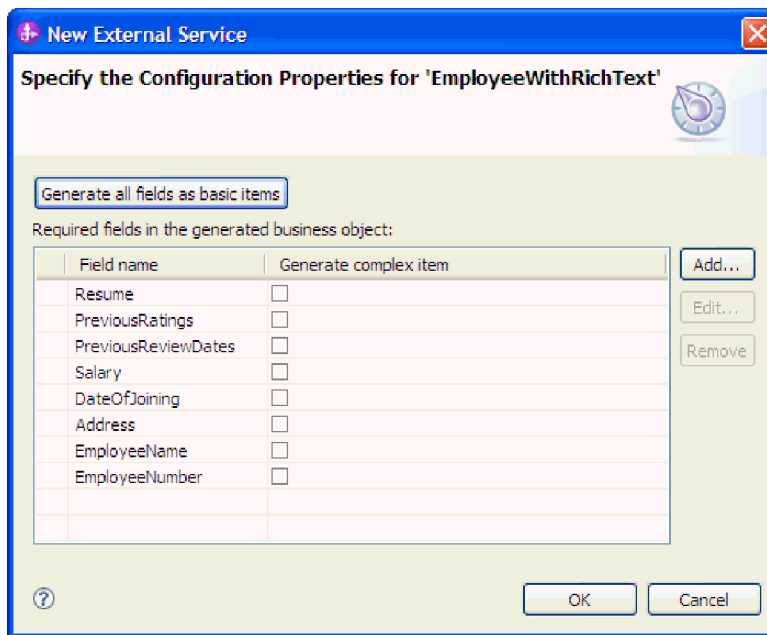 New External Service
Specify the Configuration Properties for 'EmployeeWithRichText'
Generate all fields as basic items
Required fields in the generated business object:
Field name Generate complex item
Add...
Resume
Edit...
PreviousRatings
PreviousReviewDates
Remove
Salary
DateOfJoining
Address
EmployeeName
EmployeeNumber
?
OK Cancel